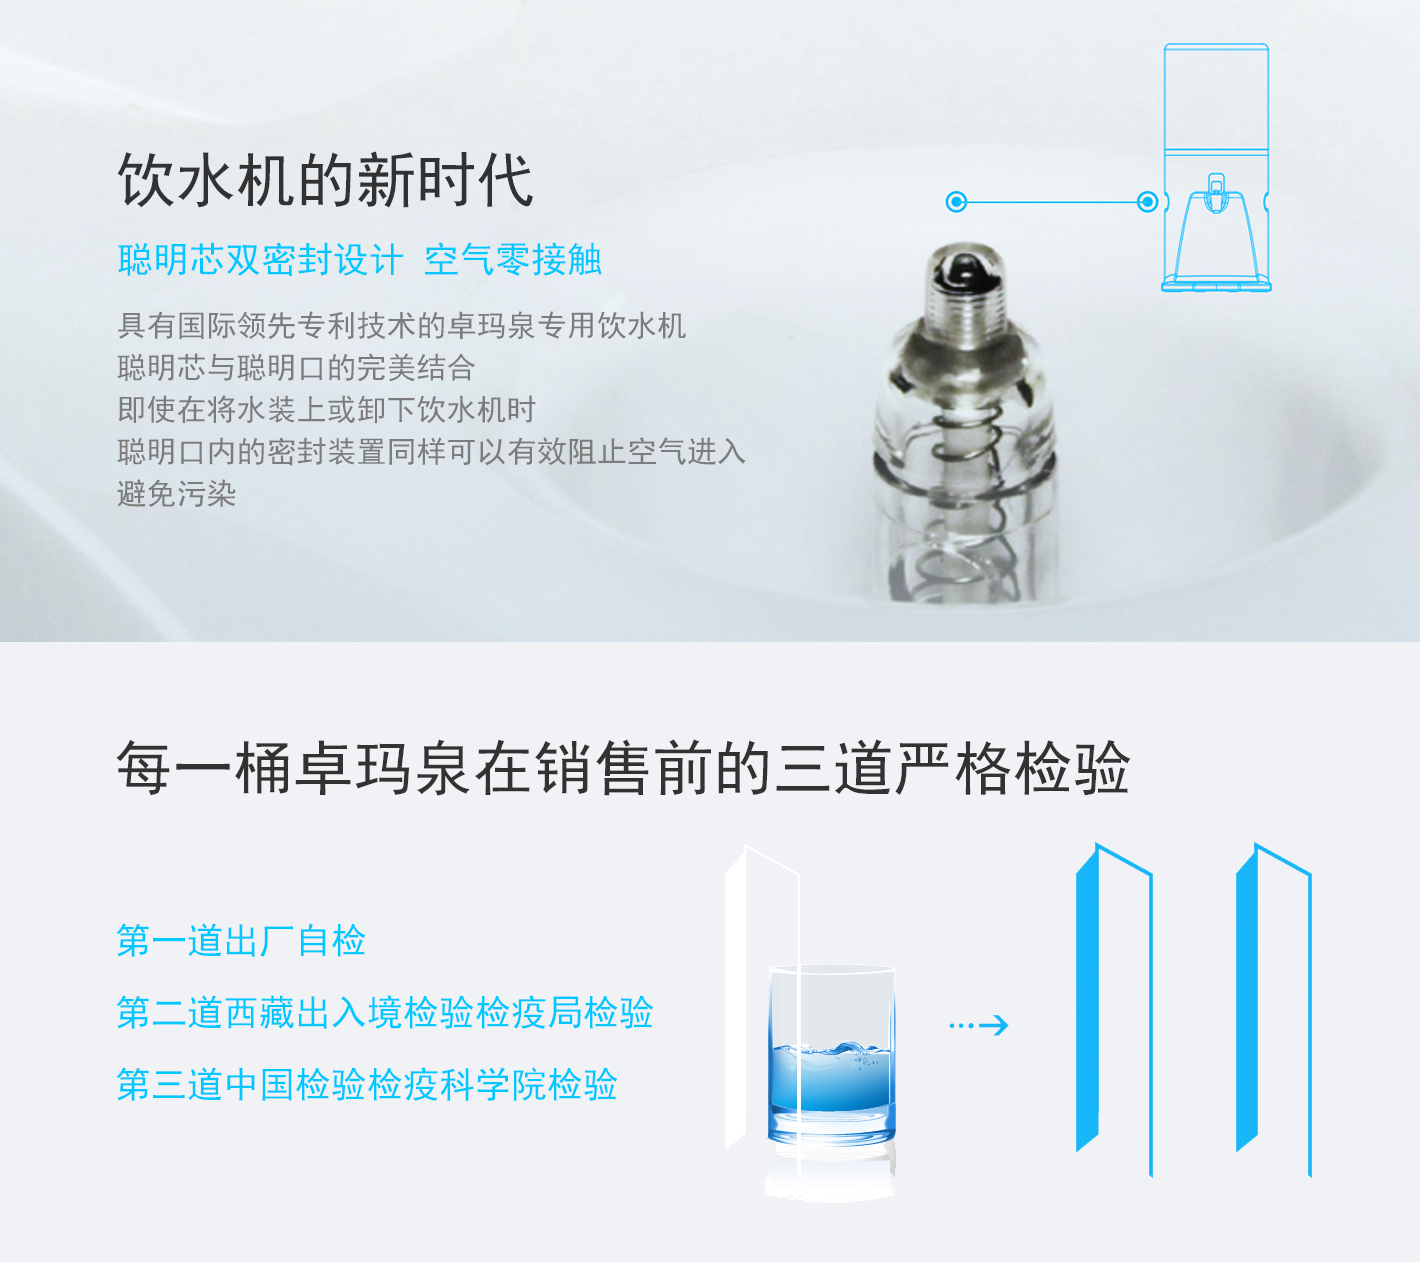 饮水机的新时代
聪明芯双密封设计 空气零接触
具有国际领先专利技术的卓玛泉专用饮水机
聪明芯与聪明口的完美结合
即使在将水装上或卸下饮水机时
聪明口内的密封装置同样可以有效阻止空气进入
避免污染
每一桶卓玛泉在销售前的三道严格检验
第一道出厂自检
第二道西藏出入境检验检疫局检验
第三道中国检验检疫科学院检验